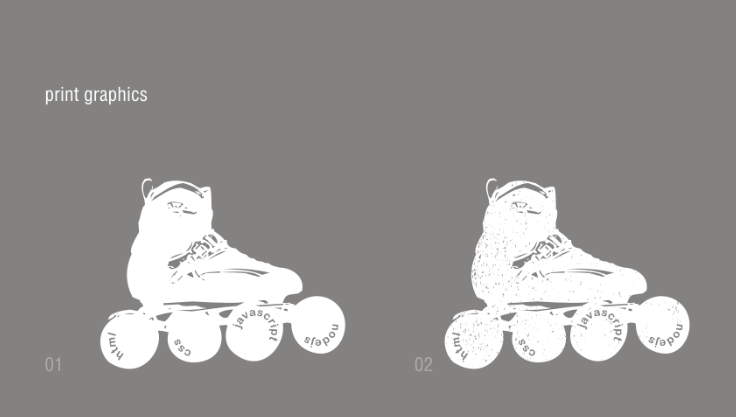 print graphics
html
css
javascript
nodejs
html
css
javascript
nodejs
01
02